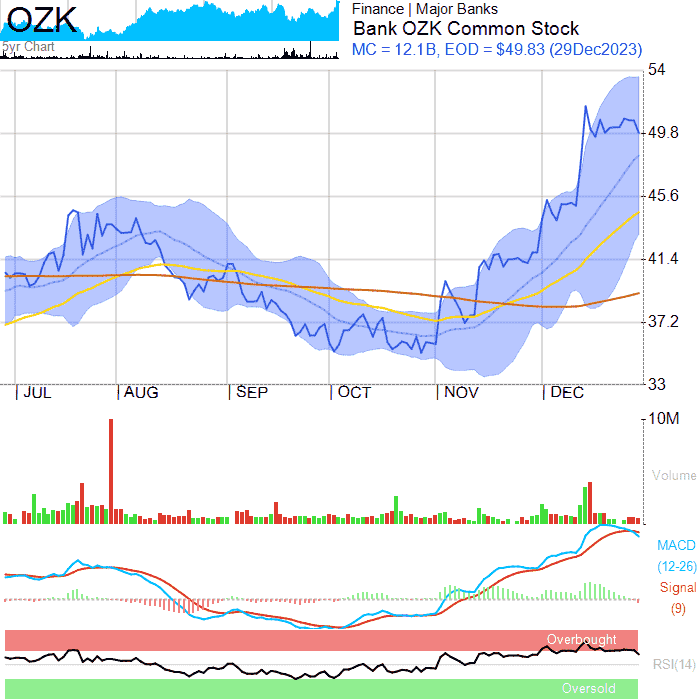 OZK
5yr Chart
Finance | Major Banks
Bank OZK Common Stock
MC = 12.1B, EOD = $49.83 (29Dec2023)
54
49.8
45.6
41.4
37.2
33
JUL AUG SEP OCT NOV DEC
10M
Volume
MACD
(12-26)
Signal
(9)
Overbought
RSI(14)
Oversold